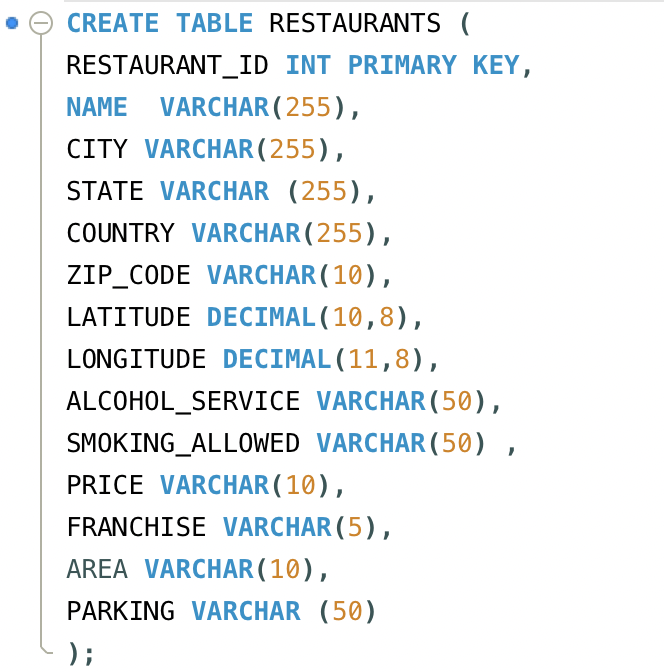 CREATE TABLE RESTAURANTS (
RESTAURANT_ID INT PRIMARY KEY,
NAME  VARCHAR(255),
CITY VARCHAR(255),
STATE VARCHAR (255),
COUNTRY VARCHAR(255),
ZIP_CODE VARCHAR(10),
LATITUDE DECIMAL(10,8),
LONGITUDE DECIMAL(11,8),
ALCOHOL_SERVICE VARCHAR(50),
SMOKING_ALLOWED VARCHAR(50) ,
PRICE VARCHAR(10),
FRANCHISE VARCHAR(5),
AREA VARCHAR(10),
PARKING VARCHAR (50)
);